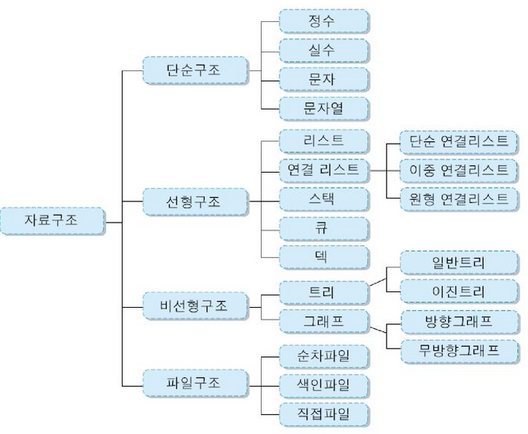 자료구조
단순구조
정수
실수
문자
문자열
선형구조
리스트
연결 리스트
단순 연결리스트
이중 연결리스트
원형 연결리스트
스택
큐
덱
비선형구조
트리
일반트리
이진트리
그래프
방향그래프
무방향그래프
파일구조
순차파일
색인파일
직접파일